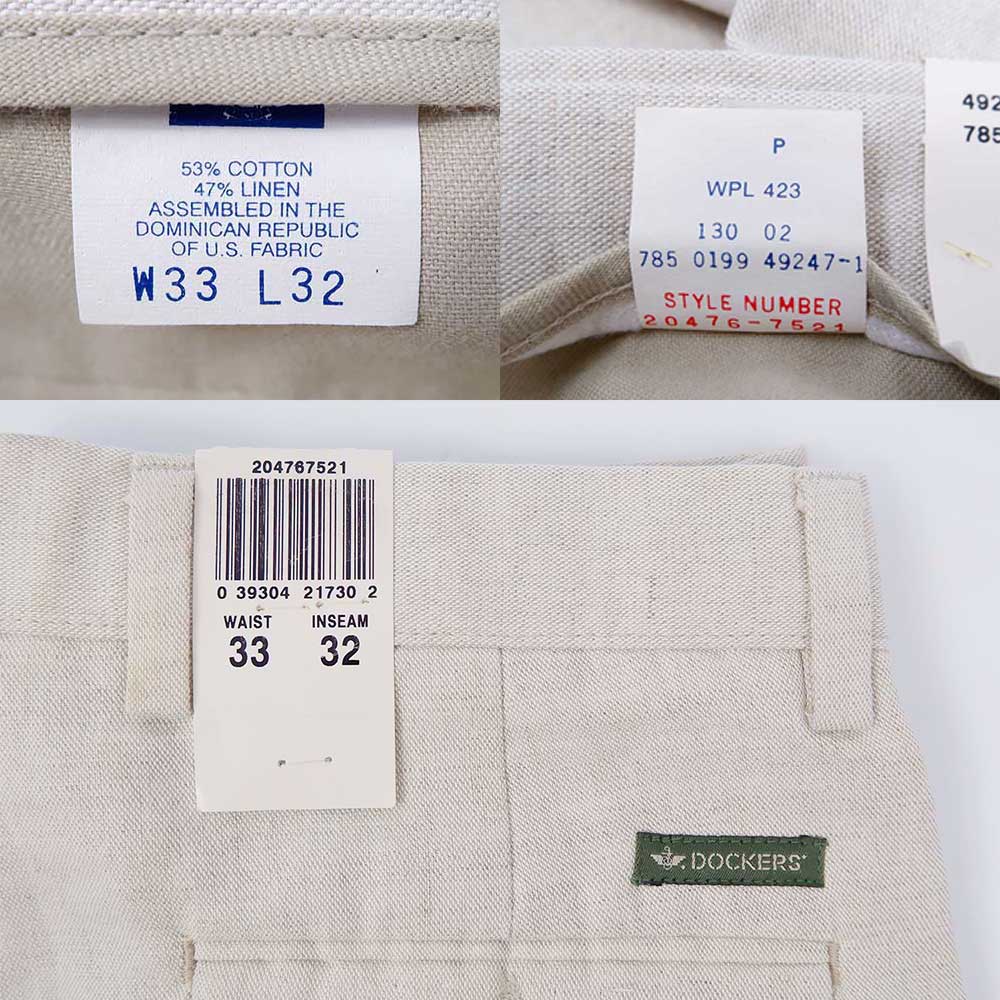 53% COTTON
47% LINEN
ASSEMBLED IN THE
DOMINICAN REPUBLIC
OF U.S. FABRIC
W33 L32
P
WPL 423
130 02
785 0199 49247-1
STYLE NUMBER
20476-7521
492
785
204767521
0 39304 21730 2
WAIST INSEAM
33 32
DOCKERS